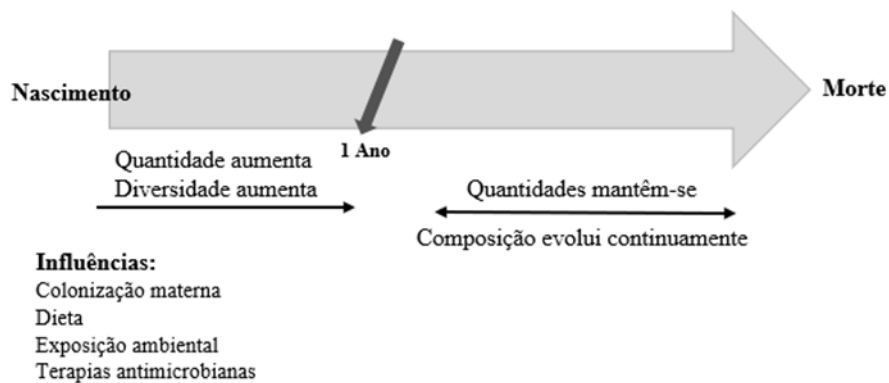 Nascimento
Morte
1 Ano
Quantidade aumenta
Diversidade aumenta
Quantidades mantêm-se
Composição evolui continuamente
Influências:
Colonização materna
Dieta
Exposição ambiental
Terapias antimicrobianas